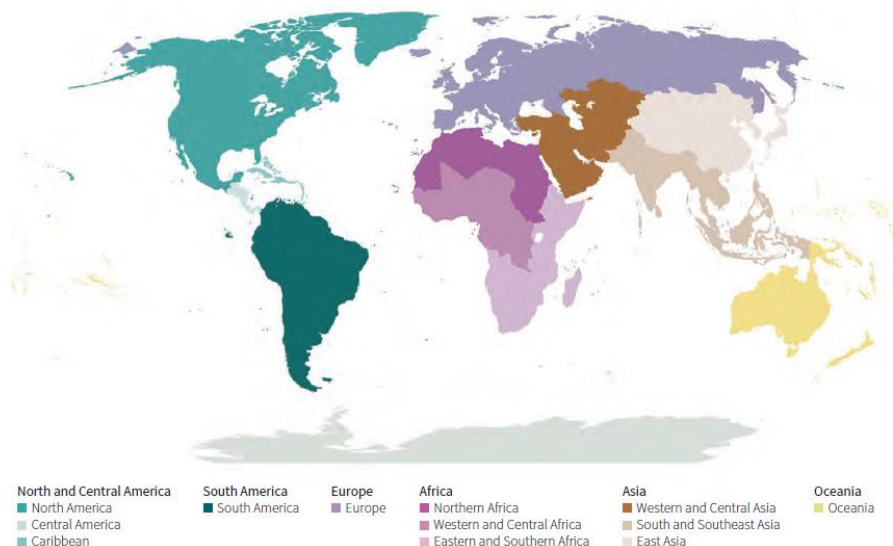 North and Central America
North America
Central America
Caribbean
South America
South America
Europe
Europe
Africa
Northern Africa
Western and Central Africa
Eastern and Southern Africa
Asia
Western and Central Asia
South and Southeast Asia
East Asia
Oceania
Oceania